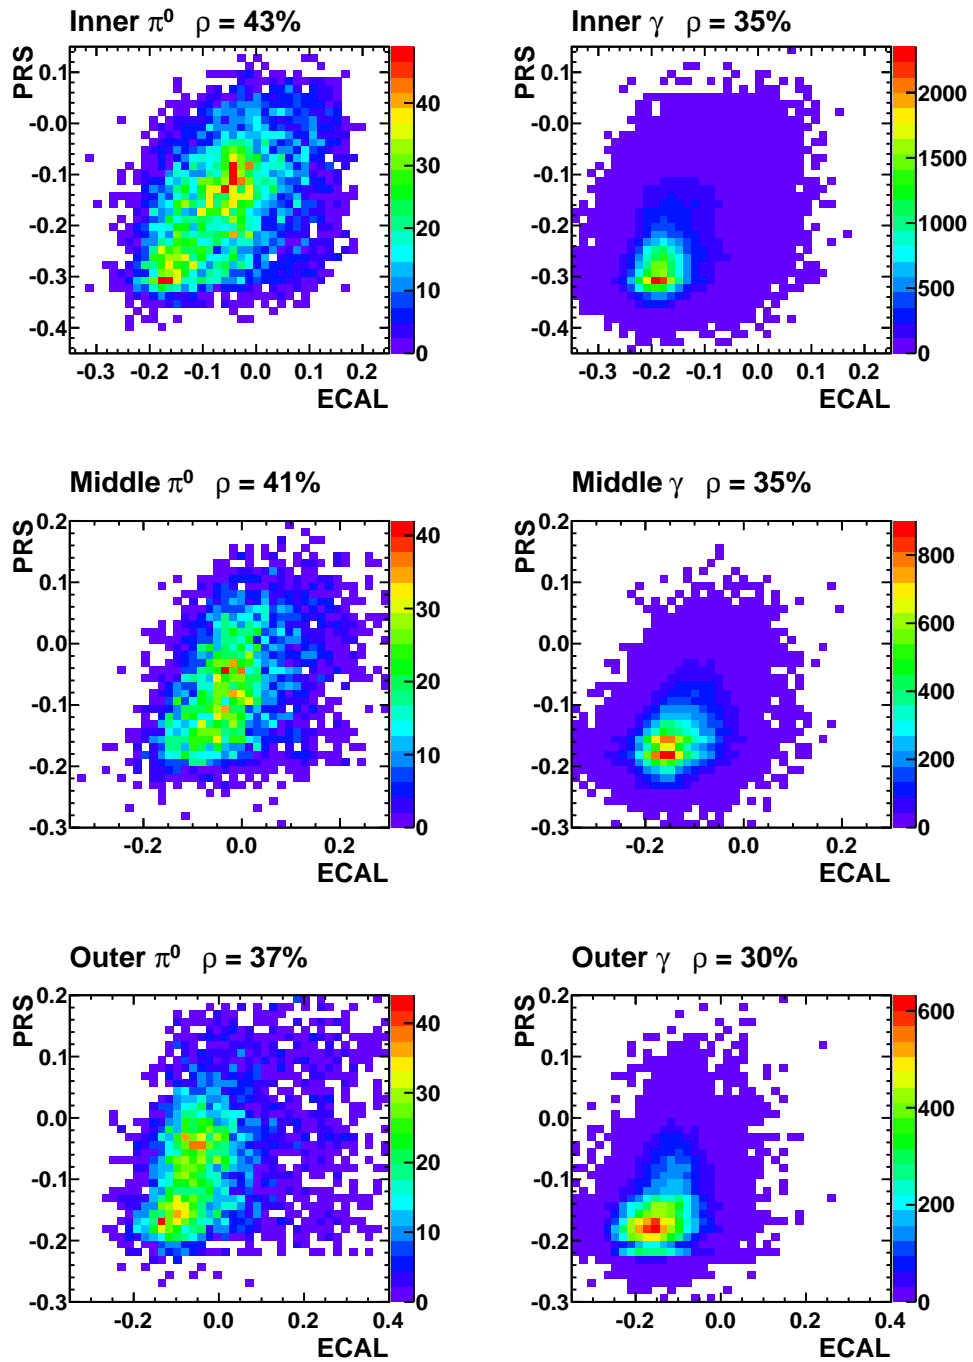 Inner π⁰ ρ = 43%
PRS
0.1
-0.0
-0.1
-0.2
-0.3
-0.4
40
30
20
10
0
-0.3 -0.2 -0.1 0.0 0.1 0.2
ECAL
Inner γ ρ = 35%
PRS
0.1
-0.0
-0.1
-0.2
-0.3
-0.4
2000
1500
1000
500
0
-0.3 -0.2 -0.1 0.0 0.1 0.2
ECAL
Middle π⁰ ρ = 41%
PRS
0.2
0.1
0.0
-0.1
-0.2
-0.3
40
30
20
10
0
-0.2 0.0 0.2
ECAL
Middle γ ρ = 35%
PRS
0.2
0.1
0.0
-0.1
-0.2
-0.3
800
600
400
200
0
-0.2 0.0 0.2
ECAL
Outer π⁰ ρ = 37%
PRS
0.2
0.1
0.0
-0.1
-0.2
-0.3
40
30
20
10
0
-0.2 0.0 0.2 0.4
ECAL
Outer γ ρ = 30%
PRS
0.2
0.1
0.0
-0.1
-0.2
-0.3
600
400
200
0
-0.2 0.0 0.2 0.4
ECAL